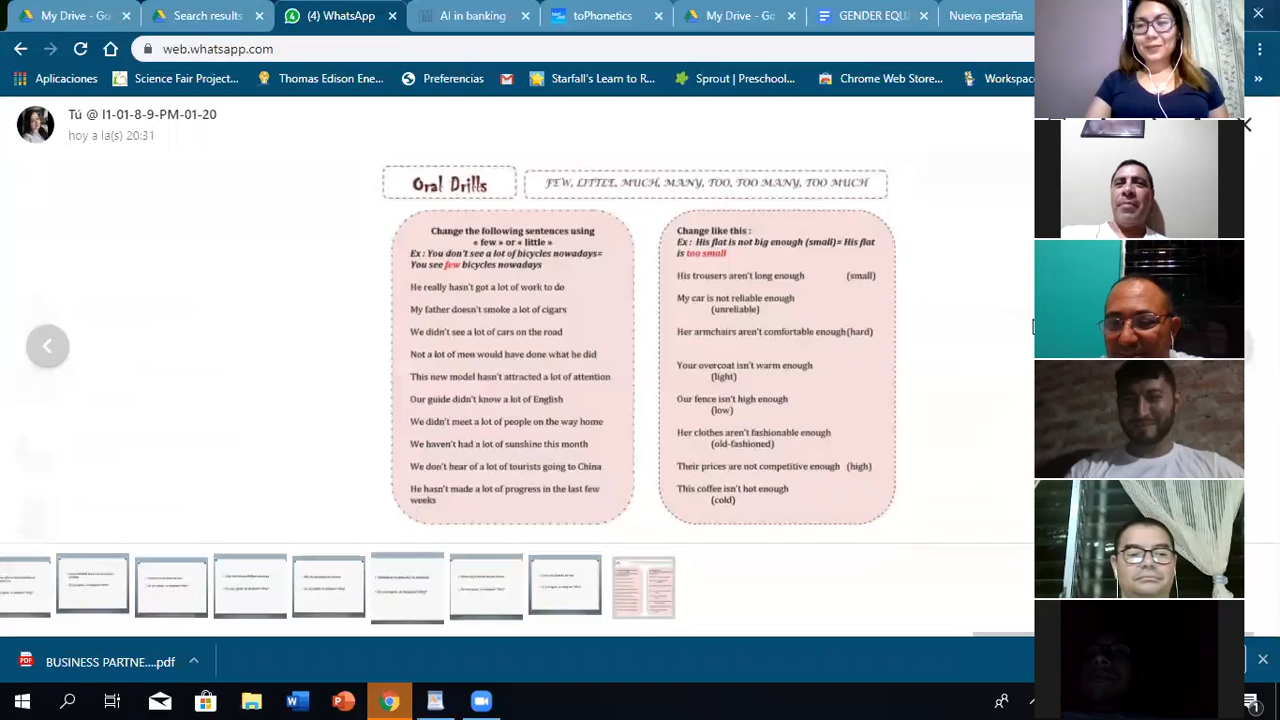 (4) WhatsApp
AI in banking
toPhonetics
Drive - Go
GENDER EQU
Nueva pestaña
web.whatsapp.com
Aplicaciones
Science Fair Project...
Thomas Edison Ene...
Preferences
GMAIL
Starfall's Learn to R...
Sprout | Preschool...
Chrome Web Store...
Workspace
Tú @ I1-01-8-9-PM-01-20
hoy a la(s) 20:31
Oral Drills
FEW, LITTLE, MUCH, MANY, TOO, TOO MANY, TOO MUCH
Change the following sentences using
« few » or « little »
Ex : You don't see a lot of bicycles nowadays=
You see few bicycles nowadays
He really hasn't got a lot of work to do
My father doesn't smoke a lot of cigars
We didn't see a lot of cars on the road
Not a lot of men would have done what he did
This new model hasn't attracted a lot of attention
Our guide didn't know a lot of English
We didn't meet a lot of people on the way home
We haven't had a lot of sunshine this month
We don't hear of a lot of tourists going to China
He hasn't made a lot of progress in the last few
weeks
Change like this :
Ex : His flat is not big enough (small)= His flat
is too small
His trousers aren't long enough (small)
My car is not reliable enough
(unreliable)
Her armchairs aren't comfortable enough(hard)
Your overcoat isn't warm enough
(light)
Our fence isn't high enough
(low)
Her clothes aren't fashionable enough
(old-fashioned)
Their prices are not competitive enough (high)
This coffee isn't hot enough
(cold)
BUSINESS PARTNE....pdf